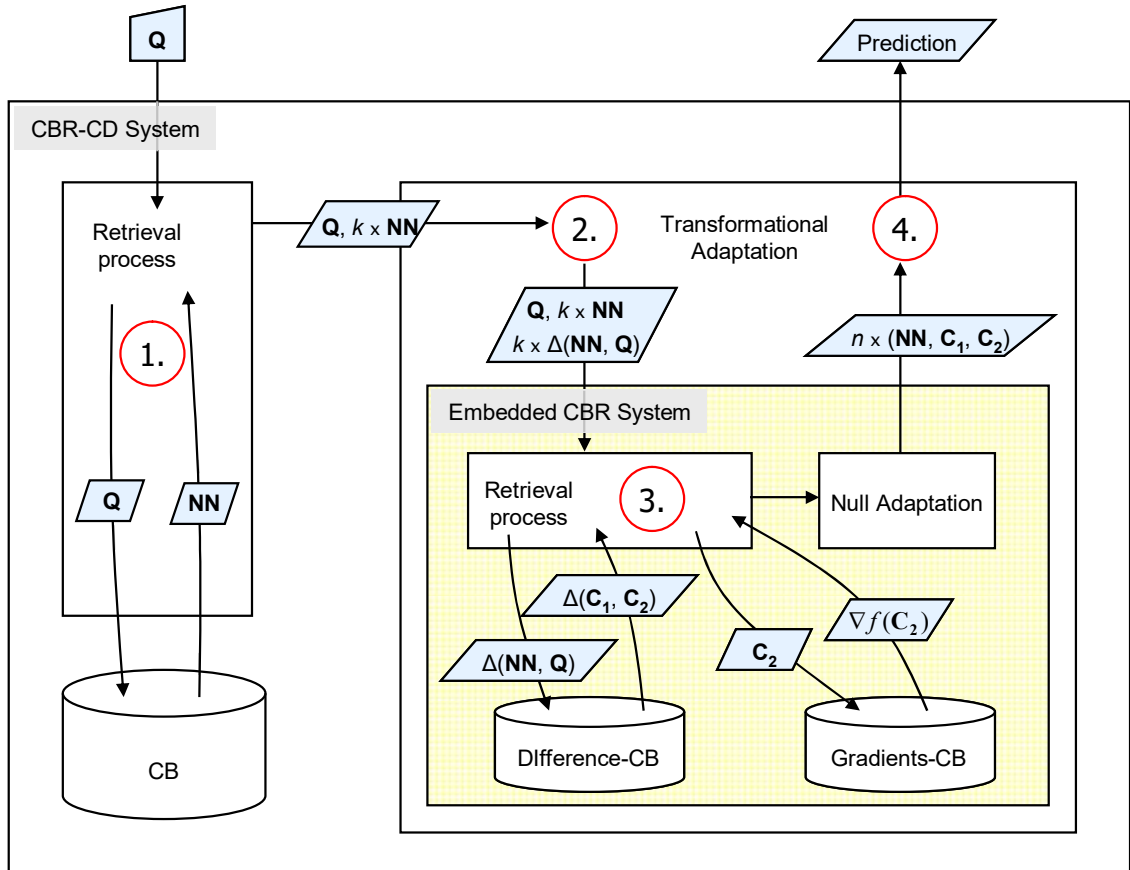 Q
Prediction
CBR-CD System
Retrieval
process
1.
Q
NN
CB
Q, k x NN
2.
Transformational
Adaptation
4.
Q, k x NN
k x Δ(NN, Q)
n x (NN, C₁, C₂)
Embedded CBR System
Retrieval
process
3.
Null Adaptation
Δ(C₁, C₂)
Δ(NN, Q)
C₂
∇f(C₂)
DIfference-CB
Gradients-CB